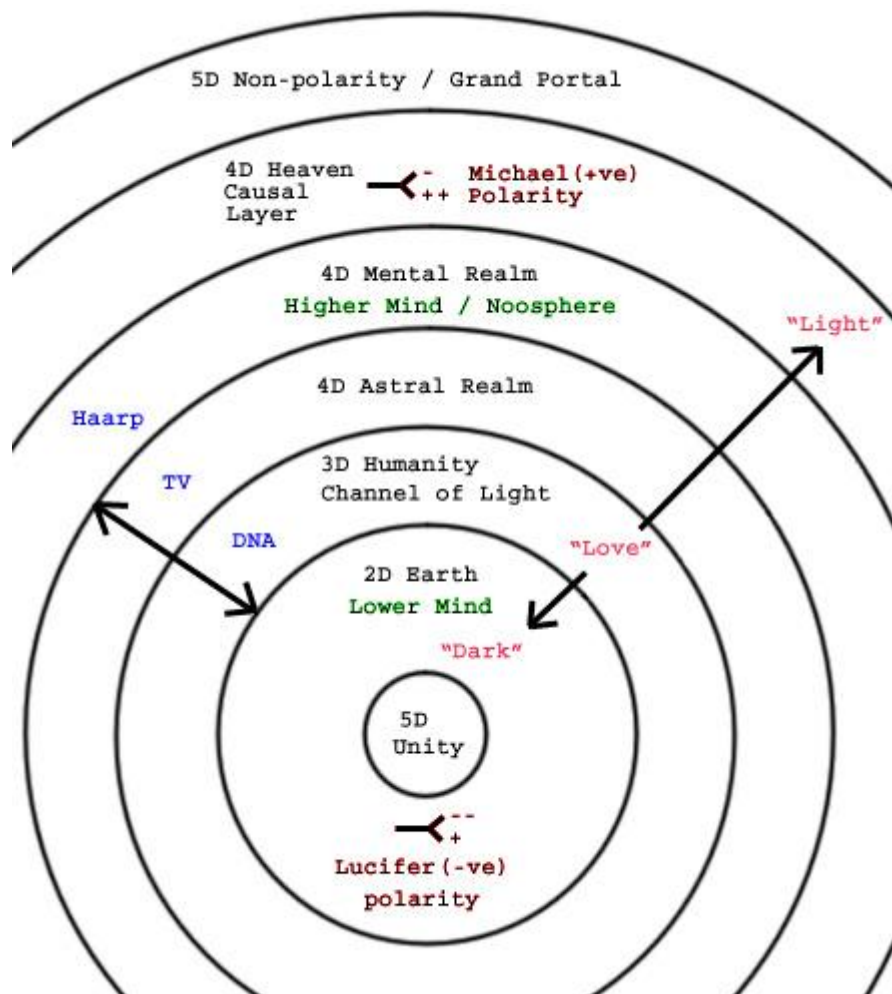 5D Non-polarity / Grand Portal
4D Heaven
Causal
Layer
-
++
Michael(+ve)
Polarity
4D Mental Realm
Higher Mind / Noosphere
“Light”
4D Astral Realm
Haarp
TV
DNA
3D Humanity
Channel of Light
“Love”
2D Earth
Lower Mind
“Dark”
5D
Unity
--
+
Lucifer(-ve)
polarity